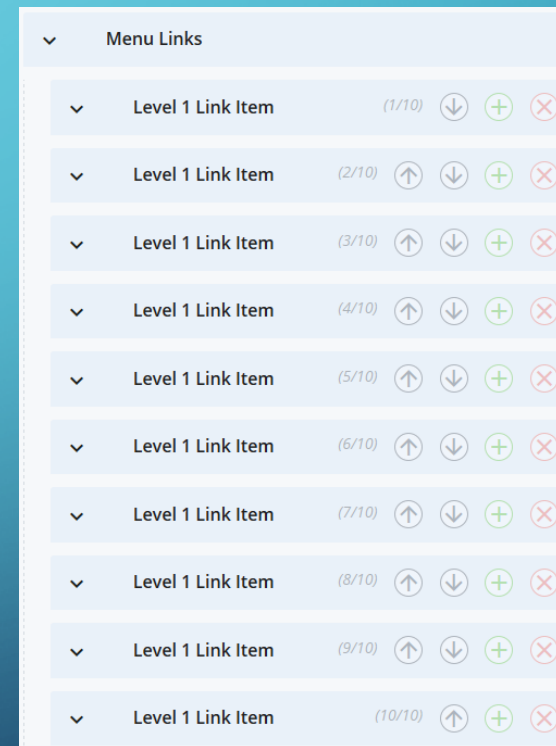 Menu Links
Level 1 Link Item (1/10)
Level 1 Link Item (2/10)
Level 1 Link Item (3/10)
Level 1 Link Item (4/10)
Level 1 Link Item (5/10)
Level 1 Link Item (6/10)
Level 1 Link Item (7/10)
Level 1 Link Item (8/10)
Level 1 Link Item (9/10)
Level 1 Link Item (10/10)